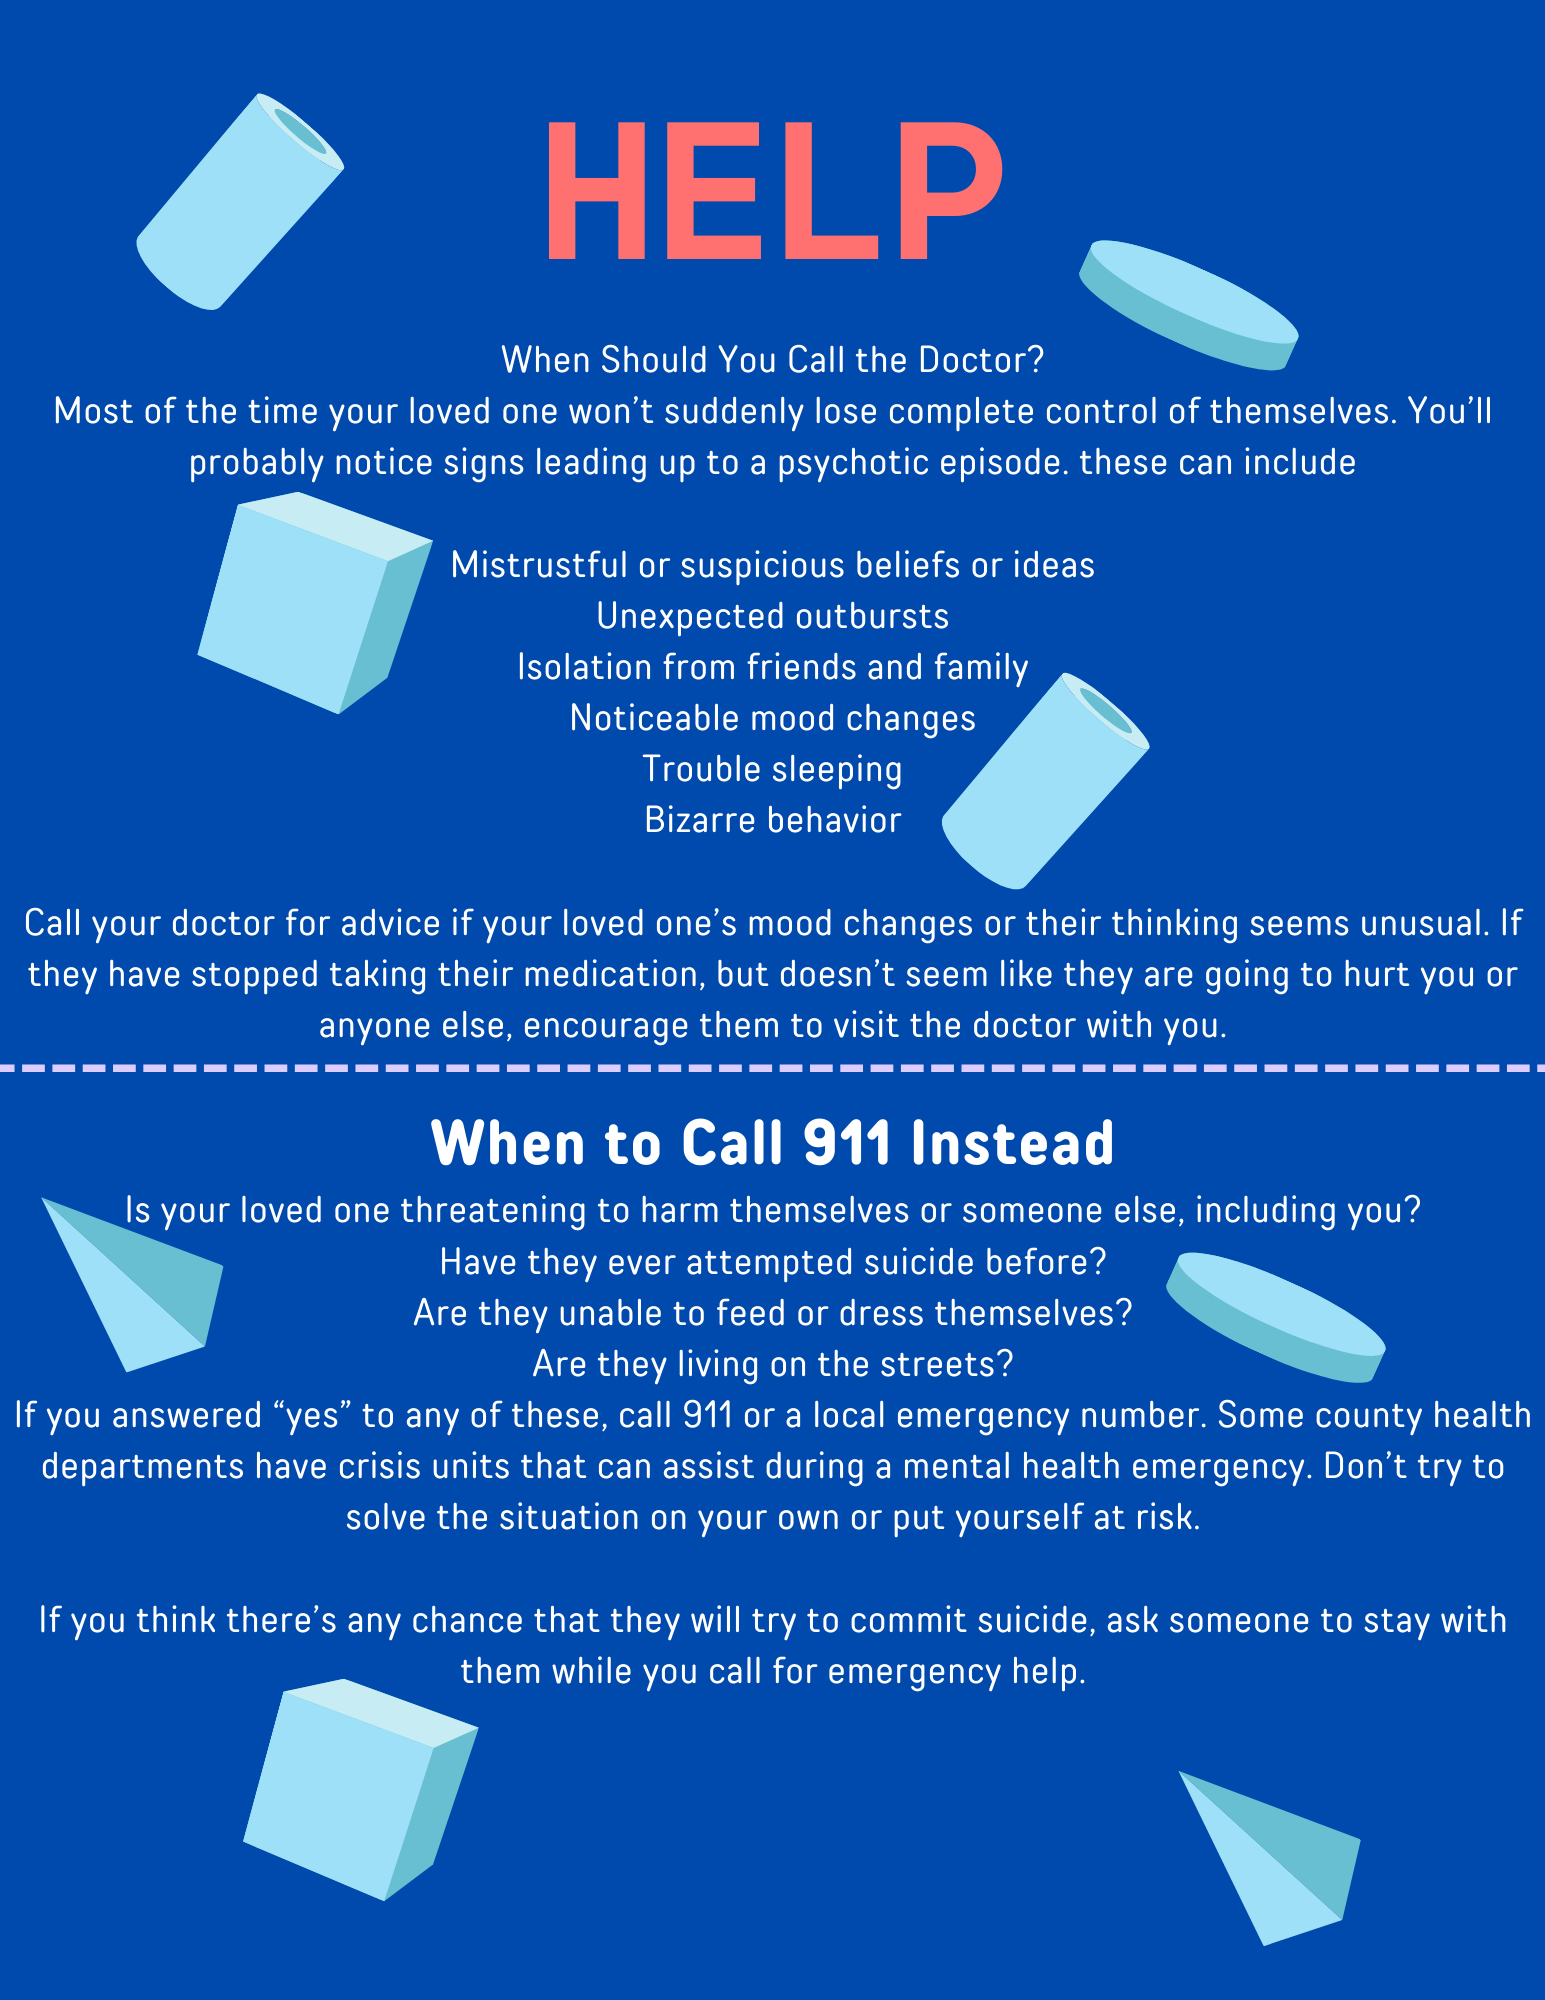 HELP
When Should You Call the Doctor?
Most of the time your loved one won’t suddenly lose complete control of themselves. You’ll
probably notice signs leading up to a psychotic episode. these can include
Mistrustful or suspicious beliefs or ideas
Unexpected outbursts
Isolation from friends and family
Noticeable mood changes
Trouble sleeping
Bizarre behavior
Call your doctor for advice if your loved one’s mood changes or their thinking seems unusual. If
they have stopped taking their medication, but doesn’t seem like they are going to hurt you or
anyone else, encourage them to visit the doctor with you.
When to Call 911 Instead
Is your loved one threatening to harm themselves or someone else, including you?
Have they ever attempted suicide before?
Are they unable to feed or dress themselves?
Are they living on the streets?
If you answered “yes” to any of these, call 911 or a local emergency number. Some county health
departments have crisis units that can assist during a mental health emergency. Don’t try to
solve the situation on your own or put yourself at risk.
If you think there’s any chance that they will try to commit suicide, ask someone to stay with
them while you call for emergency help.